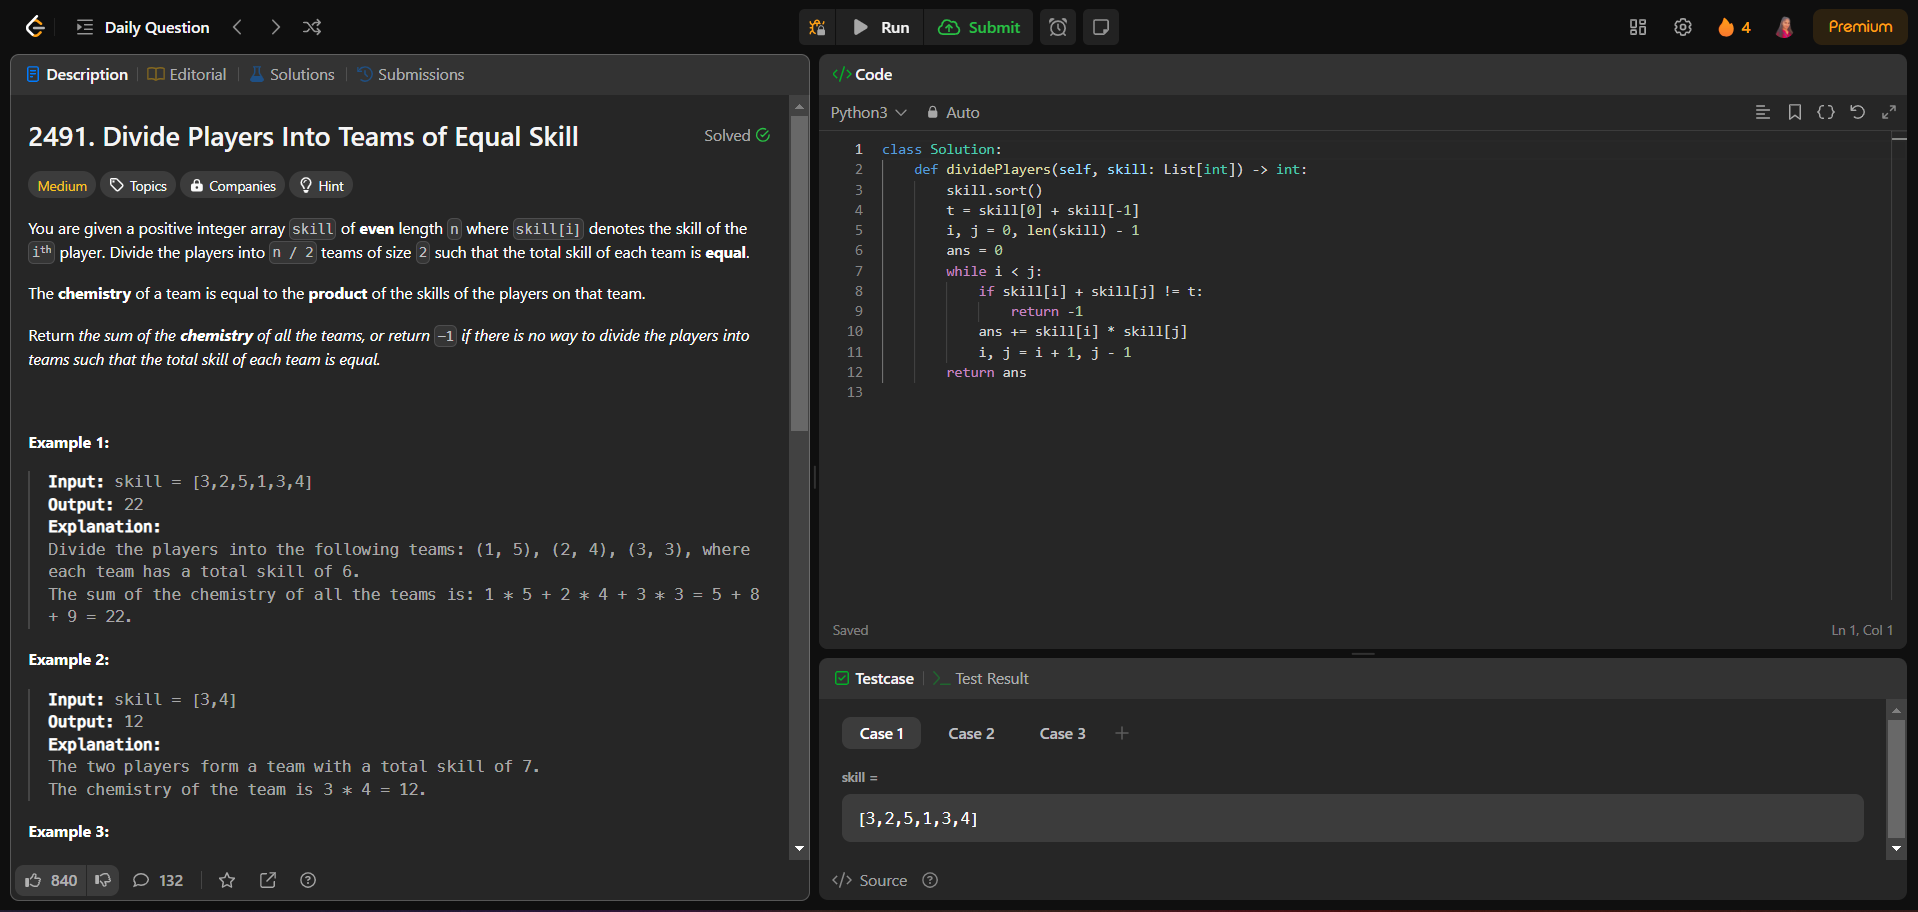 Daily Question
Run
Submit
4
Premium
Description
Editorial
Solutions
Submissions
2491. Divide Players Into Teams of Equal Skill
Solved
Medium
Topics
Companies
Hint
You are given a positive integer array skill of even length n where skill[i] denotes the skill of the
ith player. Divide the players into n / 2 teams of size 2 such that the total skill of each team is equal.
The chemistry of a team is equal to the product of the skills of the players on that team.
Return the sum of the chemistry of all the teams, or return -1 if there is no way to divide the players into
teams such that the total skill of each team is equal.
Example 1:
Input: skill = [3,2,5,1,3,4]
Output: 22
Explanation:
Divide the players into the following teams: (1, 5), (2, 4), (3, 3), where
each team has a total skill of 6.
The sum of the chemistry of all the teams is: 1 * 5 + 2 * 4 + 3 * 3 = 5 + 8
+ 9 = 22.
Example 2:
Input: skill = [3,4]
Output: 12
Explanation:
The two players form a team with a total skill of 7.
The chemistry of the team is 3 * 4 = 12.
Example 3:
840
132
</> Code
Python3
Auto
1 class Solution:
2 def dividePlayers(self, skill: List[int]) -> int:
3 skill.sort()
4 t = skill[0] + skill[-1]
5 i, j = 0, len(skill) - 1
6 ans = 0
7 while i < j:
8 if skill[i] + skill[j] != t:
9 return -1
10 ans += skill[i] * skill[j]
11 i, j = i + 1, j - 1
12 return ans
13
Saved
Ln 1, Col 1
Testcase
>_ Test Result
Case 1
Case 2
Case 3
+
skill =
[3,2,5,1,3,4]
</> Source